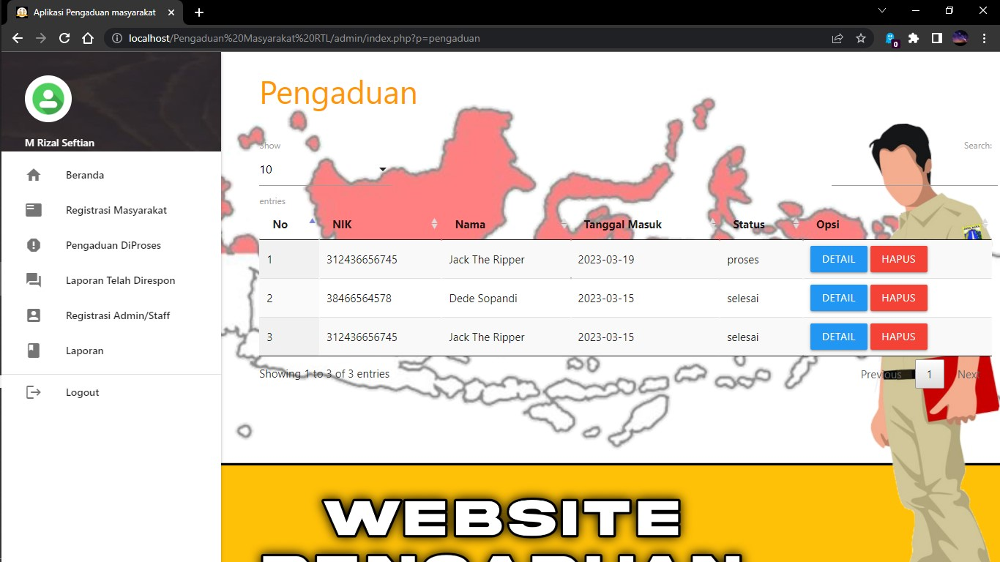 Aplikasi Pengaduan masyarakat
localhost/Pengaduan%20Masyarakat%20RTL/admin/index.php?p=pengaduan
0
M Rizal Seftian
Beranda
Registrasi Masyarakat
Pengaduan DiProses
Laporan Telah Direspon
Registrasi Admin/Staff
Laporan
Logout
Pengaduan
Show
Search:
10
entries
No NIK Nama Tanggal Masuk Status Opsi
1 312436656745 Jack The Ripper 2023-03-19 proses DETAIL HAPUS
2 38466564578 Dede Sopandi 2023-03-15 selesai DETAIL HAPUS
3 312436656745 Jack The Ripper 2023-03-15 selesai DETAIL HAPUS
Showing 1 to 3 of 3 entries Previous 1 Next
WEBSITE
PENGADUAN